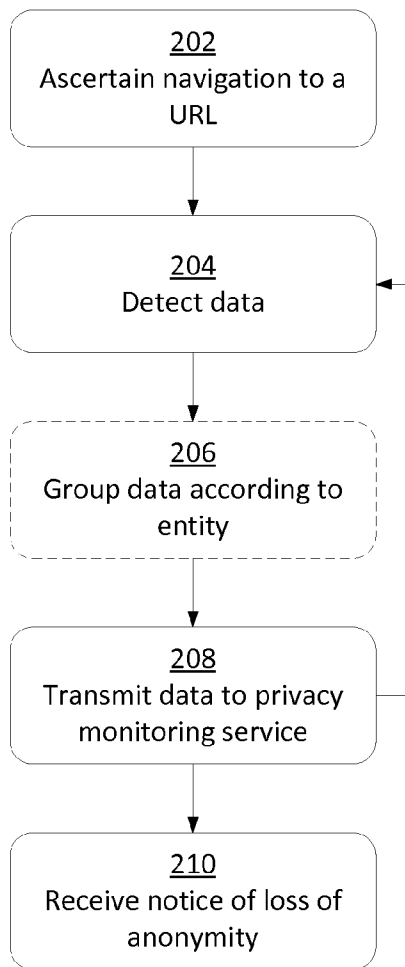 202
Ascertain navigation to a
URL
204
Detect data
206
Group data according to
entity
208
Transmit data to privacy
monitoring service
210
Receive notice of loss of
anonymity